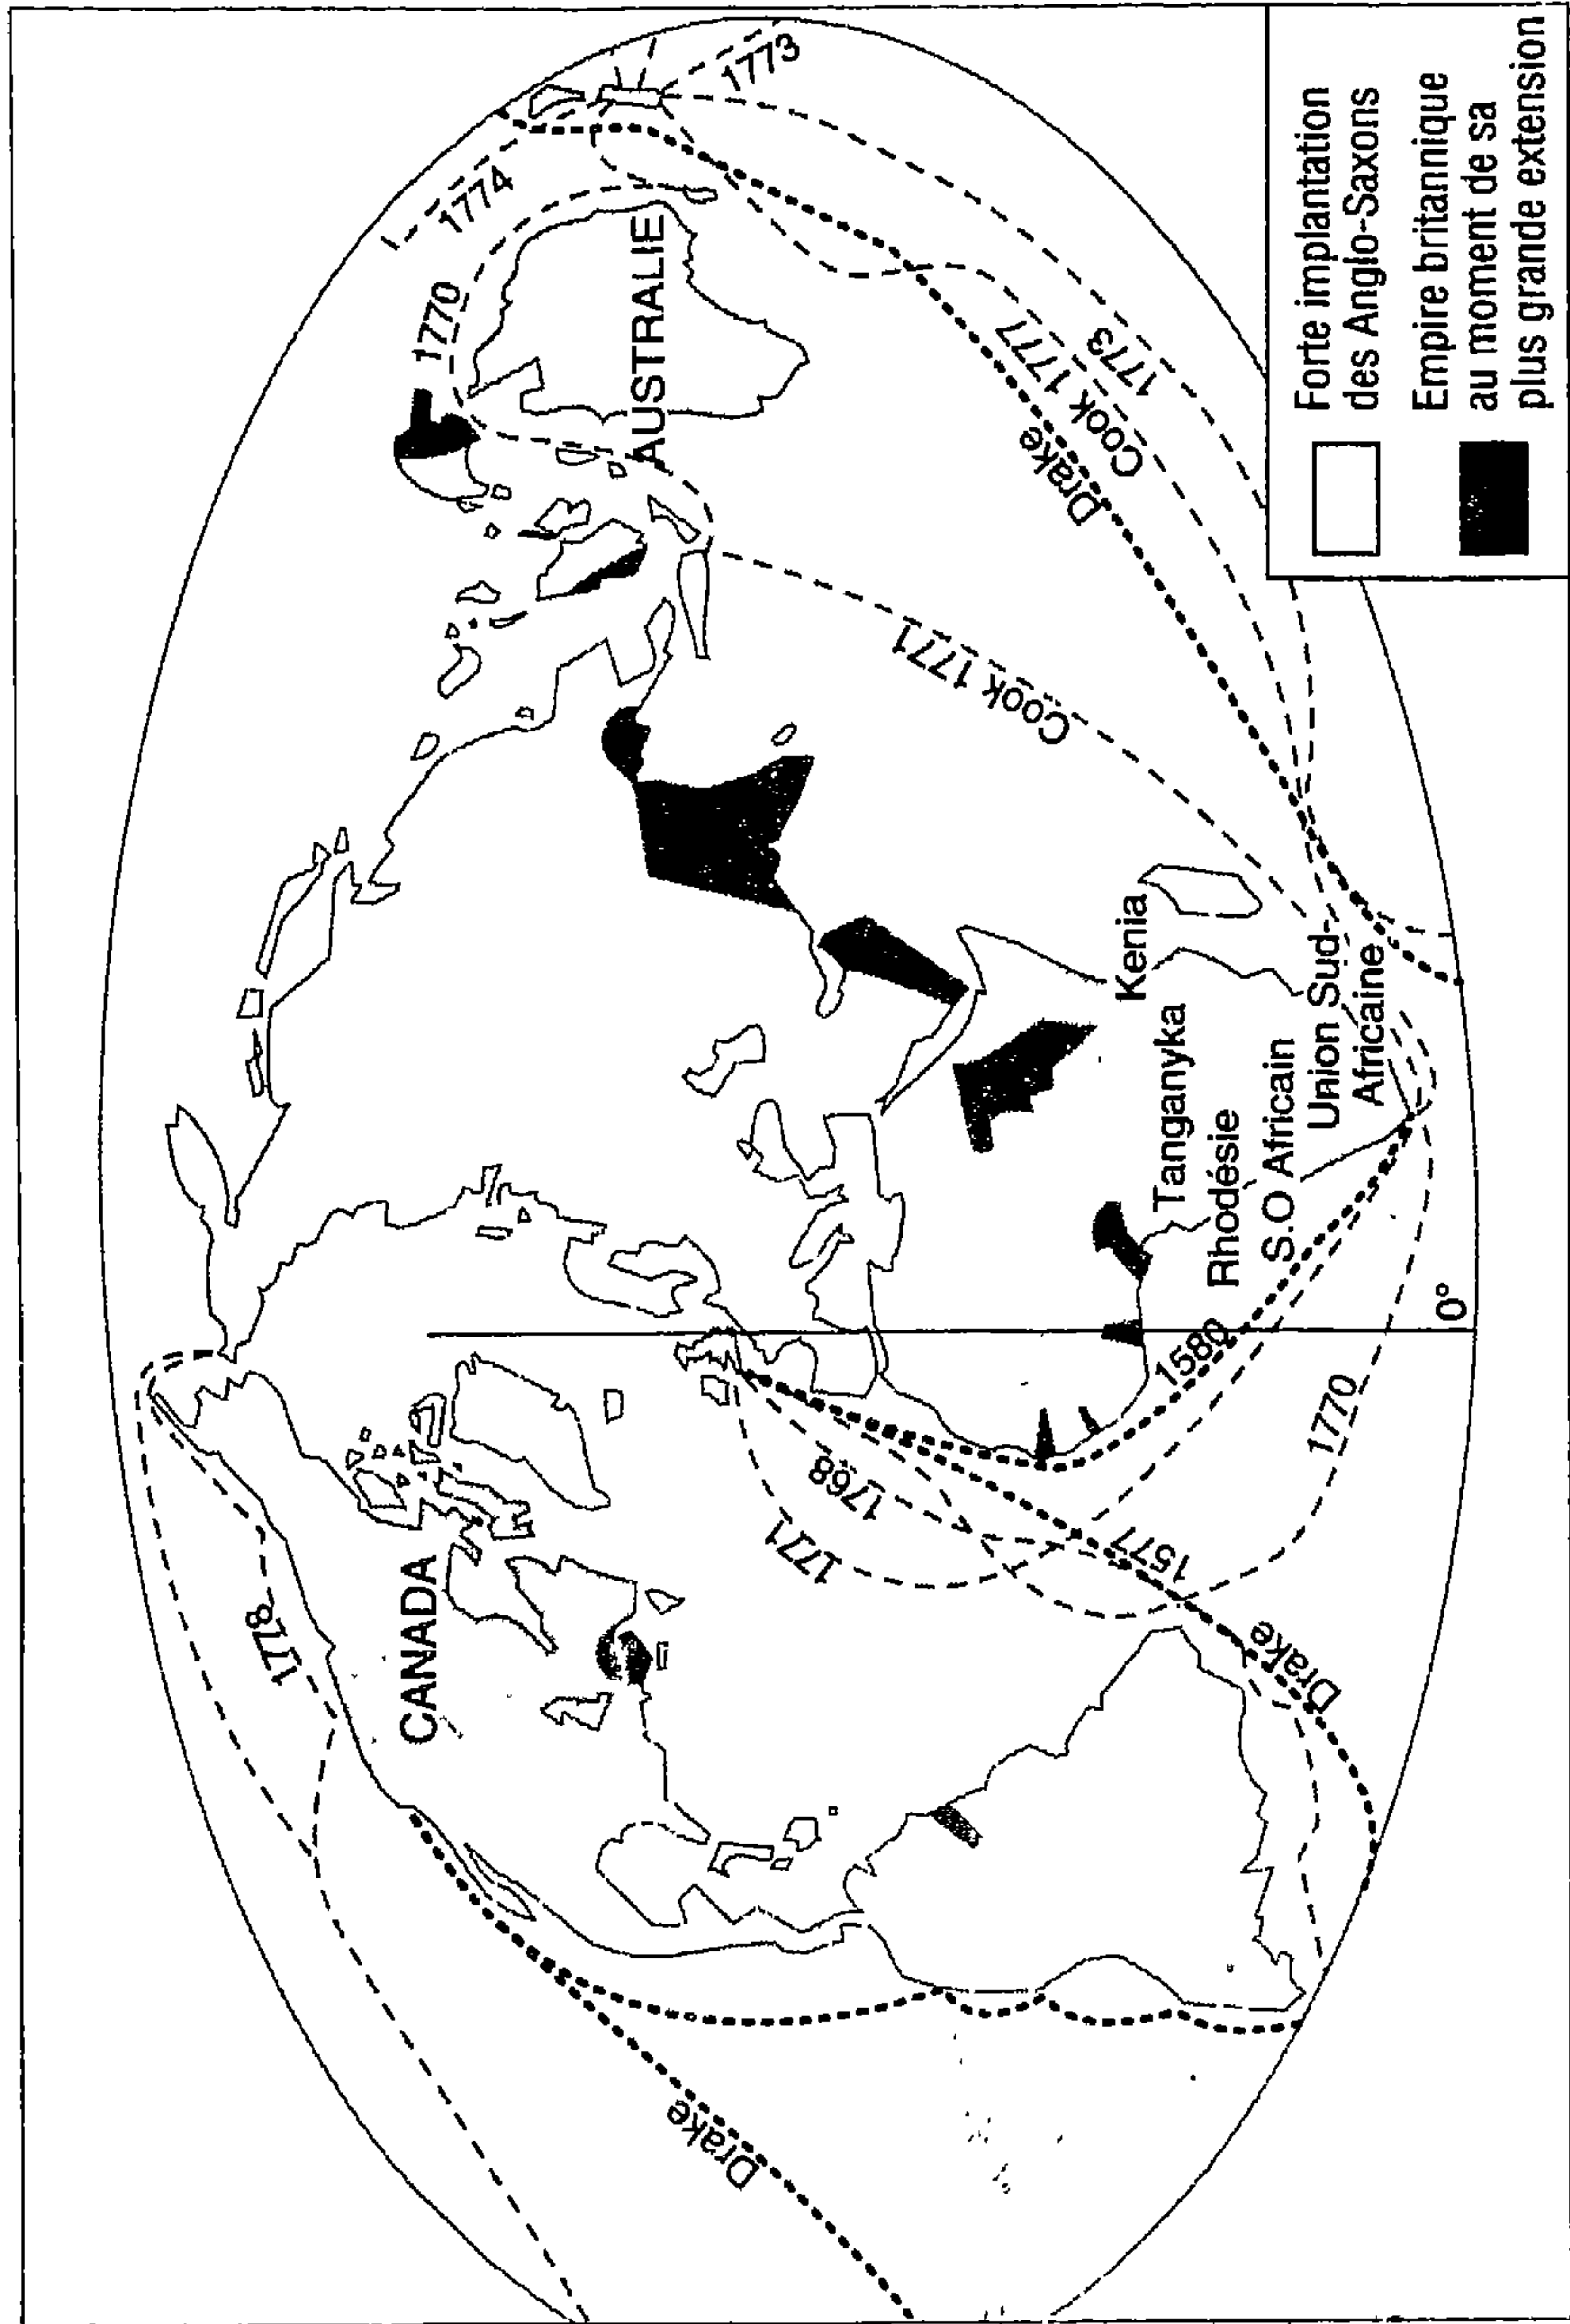 1778
CANADA
Drake
1771
1768
1577
Drake
1580
1770
0°
Tanganyka
Rhodésie
S.O Africain
Union Sud-
Africaine
Kenia
Cook 1771
1770
1774
AUSTRALIE
1773
Drake
Cook 1777
1773
Forte implantation
des Anglo-Saxons
Empire britannique
au moment de sa
plus grande extension